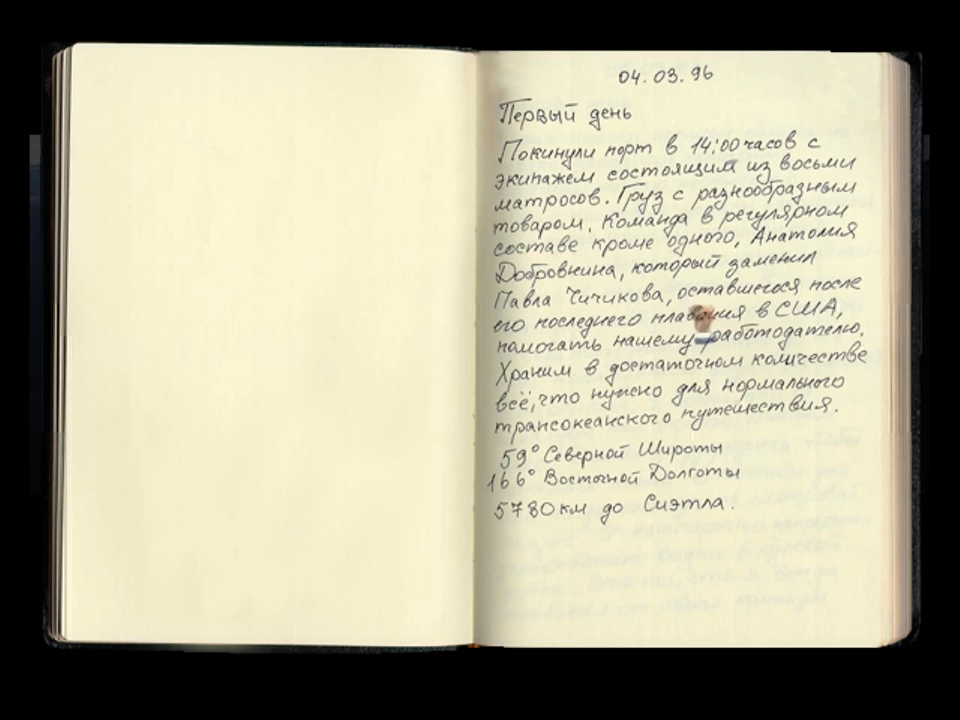 04.03.96
Первый день
Покинули порт в 14:00 часов с
экипажем состоящим из восьми
матросов. Груз с разнообразным
товаром. Команда в регулярном
составе кроме одного, Анатолия
Добровнина, который заменил
Павла Чичикова, оставшегося после
его последнего плавания в США,
помогать нашему работодателю.
Храним в достаточном количестве
всё, что нужно для нормального
трансокеанского путешествия.
59° Северной Широты
166° Восточной Долготы
5780 км до Сиэтла.